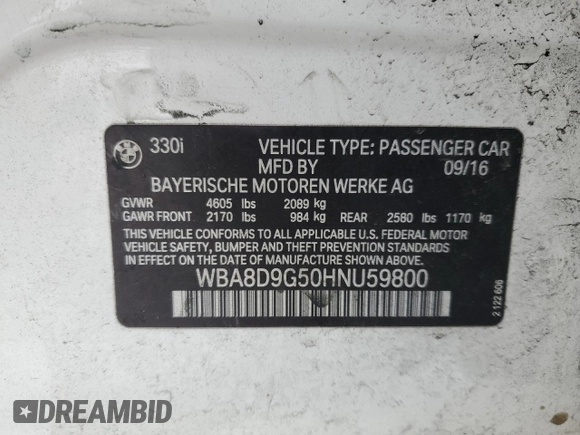 330i VEHICLE TYPE: PASSENGER CAR
MFD BY 09/16
BAYERISCHE MOTOREN WERKE AG
GVWR 4605 lbs 2089 kg
GAWR FRONT 2170 lbs 984 kg REAR 2580 lbs 1170 kg
THIS VEHICLE CONFORMS TO ALL APPLICABLE U.S. FEDERAL MOTOR
VEHICLE SAFETY, BUMPER AND THEFT PREVENTION STANDARDS
IN EFFECT ON THE DATE OF MANUFACTURE SHOWN ABOVE.
WBA8D9G50HNU59800
2 122 606
DREAMBID